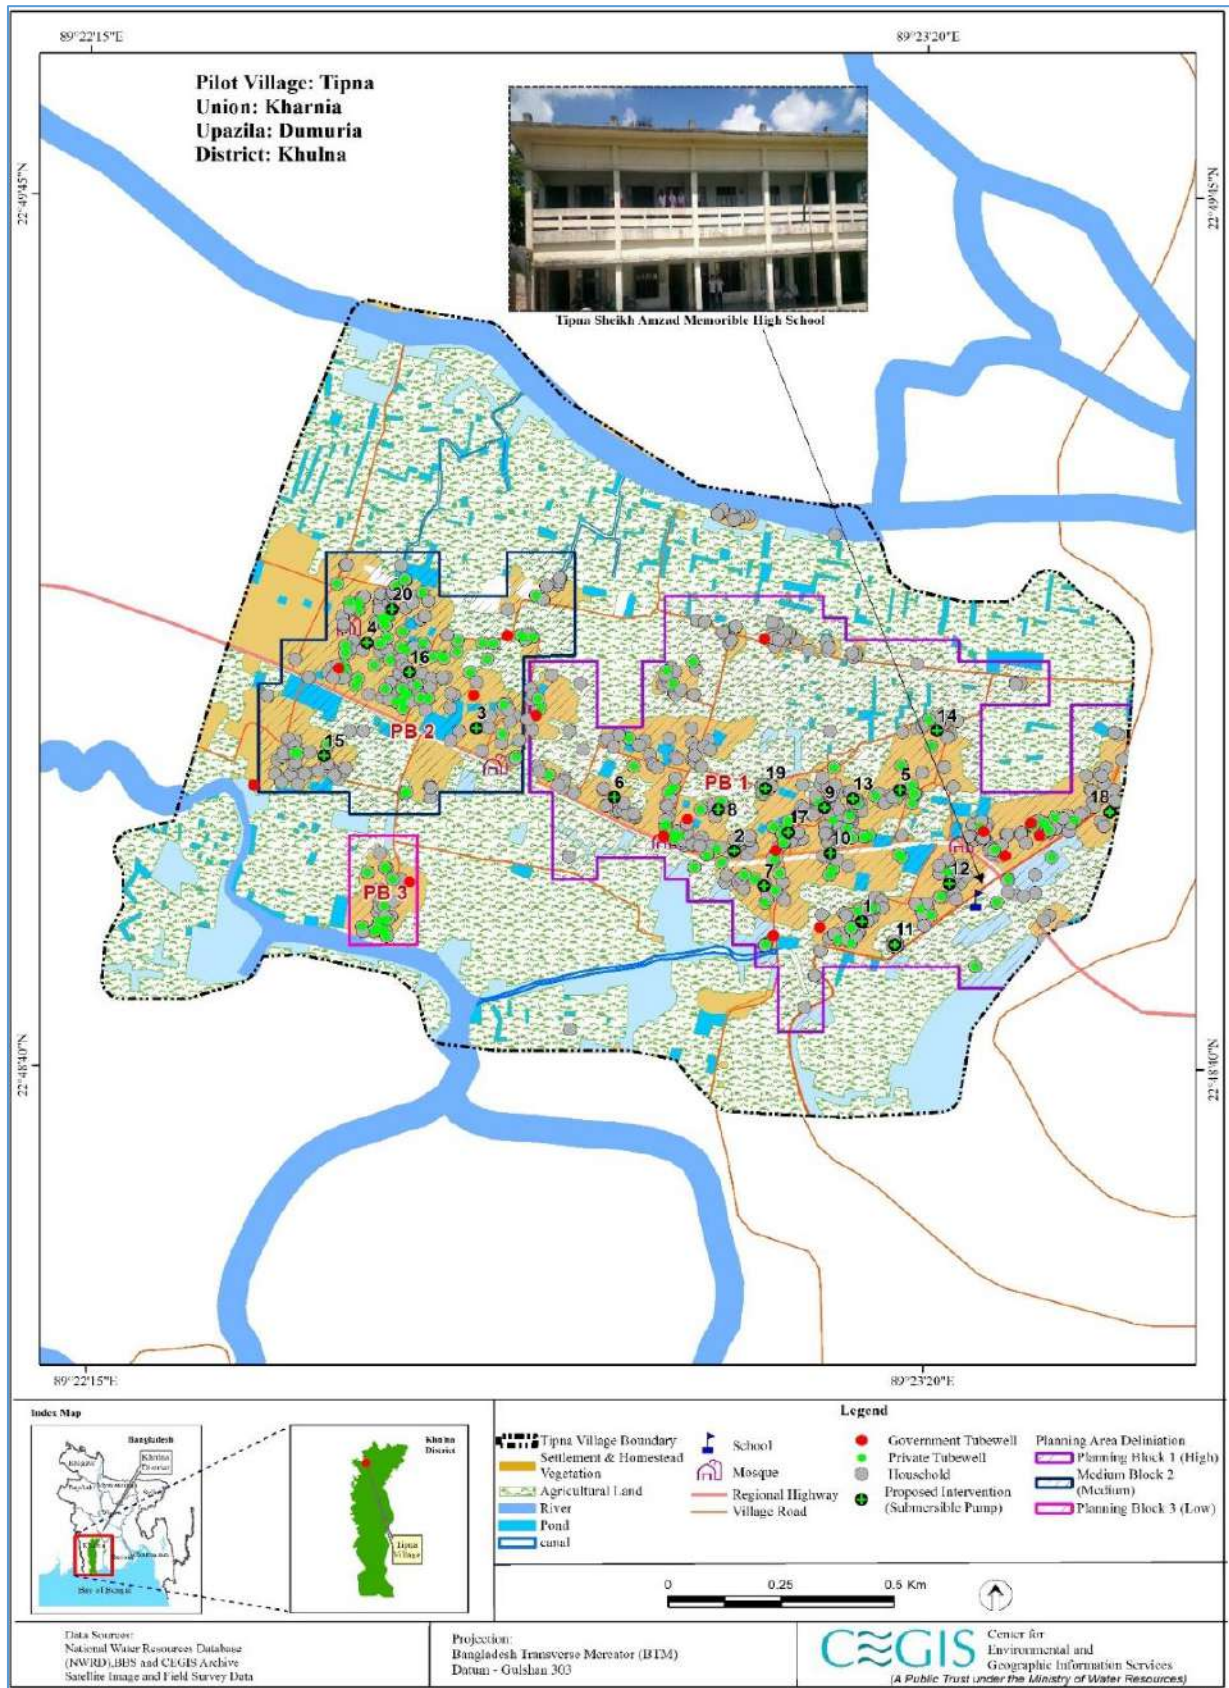 89°22'15"E
89°23'20"E
Pilot Village: Tipna
Union: Kharnia
Upazila: Dumuria
District: Khulna
22°49'45"N
22°49'45"N
Tipna Sheikh Amzad Memorible High School
20
4
16
3
PB 2
15
14
PB 1
19
13
5
6
9
8
18
17
2
10
7
12
PB 3
1
11
22°48'40"N
22°48'40"N
89°22'15"E
89°23'20"E
Index Map
Bangladesh
Khulna
District
Bay of Bengal
Khulna
District
Tipna
Village
Legend
Tipna Village Boundary
Settlement & Homestead
Vegetation
Agricultural Land
River
Pond
canal
School
Mosque
Regional Highway
Village Road
Government Tubewell
Private Tubewell
Household
Proposed Intervention
(Submersible Pump)
Planning Area Deliniation
Planning Block 1 (High)
Medium Block 2
(Medium)
Planning Block 3 (Low)
0 0.25 0.5 Km
Data Sources:
National Water Resources Database
(NWRD),BBS and CEGIS Archive
Satellite Image and Field Survey Data
Projection:
Bangladesh Transverse Mercator (BTM)
Datum - Gulshan 303
CEGIS
Center for
Environmental and
Geographic Information Services
(A Public Trust under the Ministry of Water Resources)